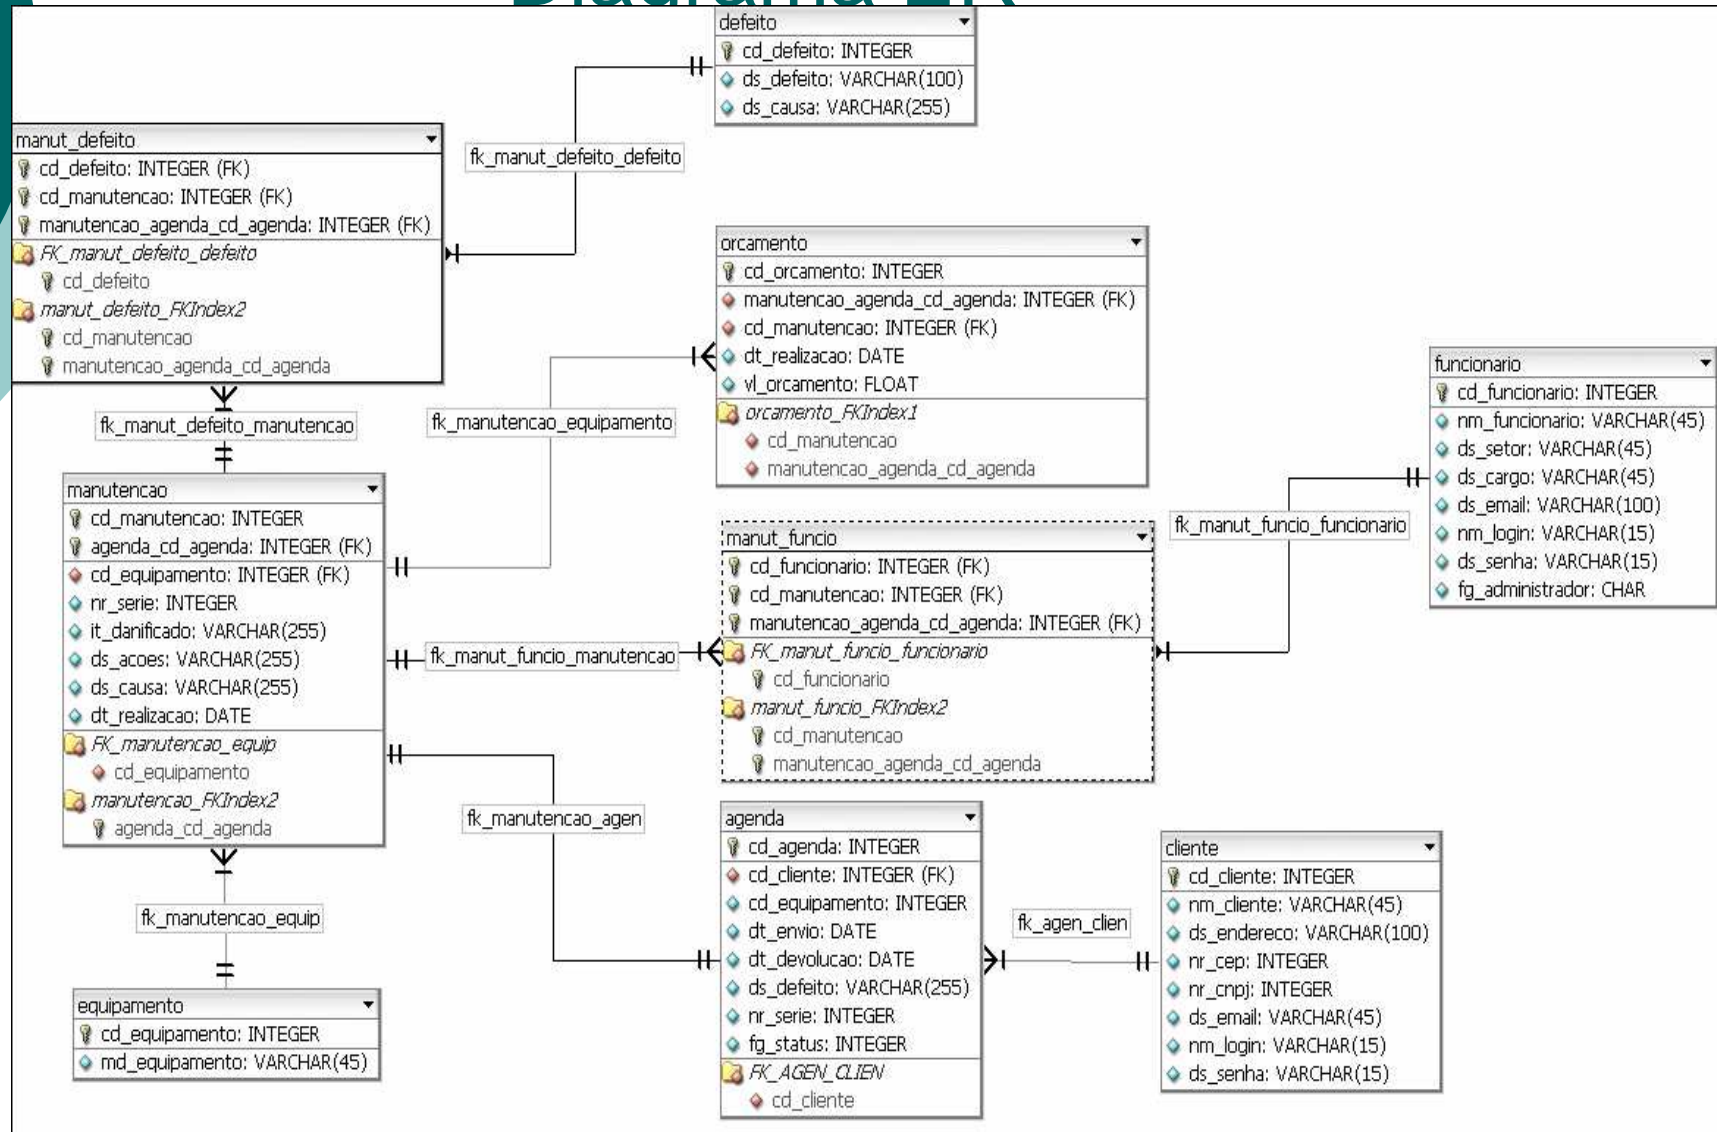 Diagrama ER
defeito
cd_defeito: INTEGER
ds_defeito: VARCHAR(100)
ds_causa: VARCHAR(255)
manut_defeito
cd_defeito: INTEGER (FK)
cd_manutencao: INTEGER (FK)
manutencao_agenda_cd_agenda: INTEGER (FK)
FK_manut_defeito_defeito
cd_defeito
manut_defeito_FKIndex2
cd_manutencao
manutencao_agenda_cd_agenda
fk_manut_defeito_defeito
orcamento
cd_orcamento: INTEGER
manutencao_agenda_cd_agenda: INTEGER (FK)
cd_manutencao: INTEGER (FK)
dt_realizacao: DATE
vl_orcamento: FLOAT
orcamento_FKIndex1
cd_manutencao
manutencao_agenda_cd_agenda
fk_manut_defeito_manutencao
fk_manutencao_equipamento
funcionario
cd_funcionario: INTEGER
nm_funcionario: VARCHAR(45)
ds_setor: VARCHAR(45)
ds_cargo: VARCHAR(45)
ds_email: VARCHAR(100)
nm_login: VARCHAR(15)
ds_senha: VARCHAR(15)
fg_administrador: CHAR
manutencao
cd_manutencao: INTEGER
agenda_cd_agenda: INTEGER (FK)
cd_equipamento: INTEGER (FK)
nr_serie: INTEGER
it_danificado: VARCHAR(255)
ds_acoes: VARCHAR(255)
ds_causa: VARCHAR(255)
dt_realizacao: DATE
FK_manutencao_equip
cd_equipamento
manutencao_FKIndex2
agenda_cd_agenda
manut_funcio
cd_funcionario: INTEGER (FK)
cd_manutencao: INTEGER (FK)
manutencao_agenda_cd_agenda: INTEGER (FK)
FK_manut_funcio_funcionario
cd_funcionario
manut_funcio_FKIndex2
cd_manutencao
manutencao_agenda_cd_agenda
fk_manut_funcio_funcionario
fk_manut_funcio_manutencao
fk_manutencao_agen
agenda
cd_agenda: INTEGER
cd_cliente: INTEGER (FK)
cd_equipamento: INTEGER
dt_envio: DATE
dt_devolucao: DATE
ds_defeito: VARCHAR(255)
nr_serie: INTEGER
fg_status: INTEGER
FK_AGEN_CLIEN
cd_cliente
fk_agen_clien
cliente
cd_cliente: INTEGER
nm_cliente: VARCHAR(45)
ds_endereco: VARCHAR(100)
nr_cep: INTEGER
nr_cnpj: INTEGER
ds_email: VARCHAR(45)
nm_login: VARCHAR(15)
ds_senha: VARCHAR(15)
fk_manutencao_equip
equipamento
cd_equipamento: INTEGER
md_equipamento: VARCHAR(45)